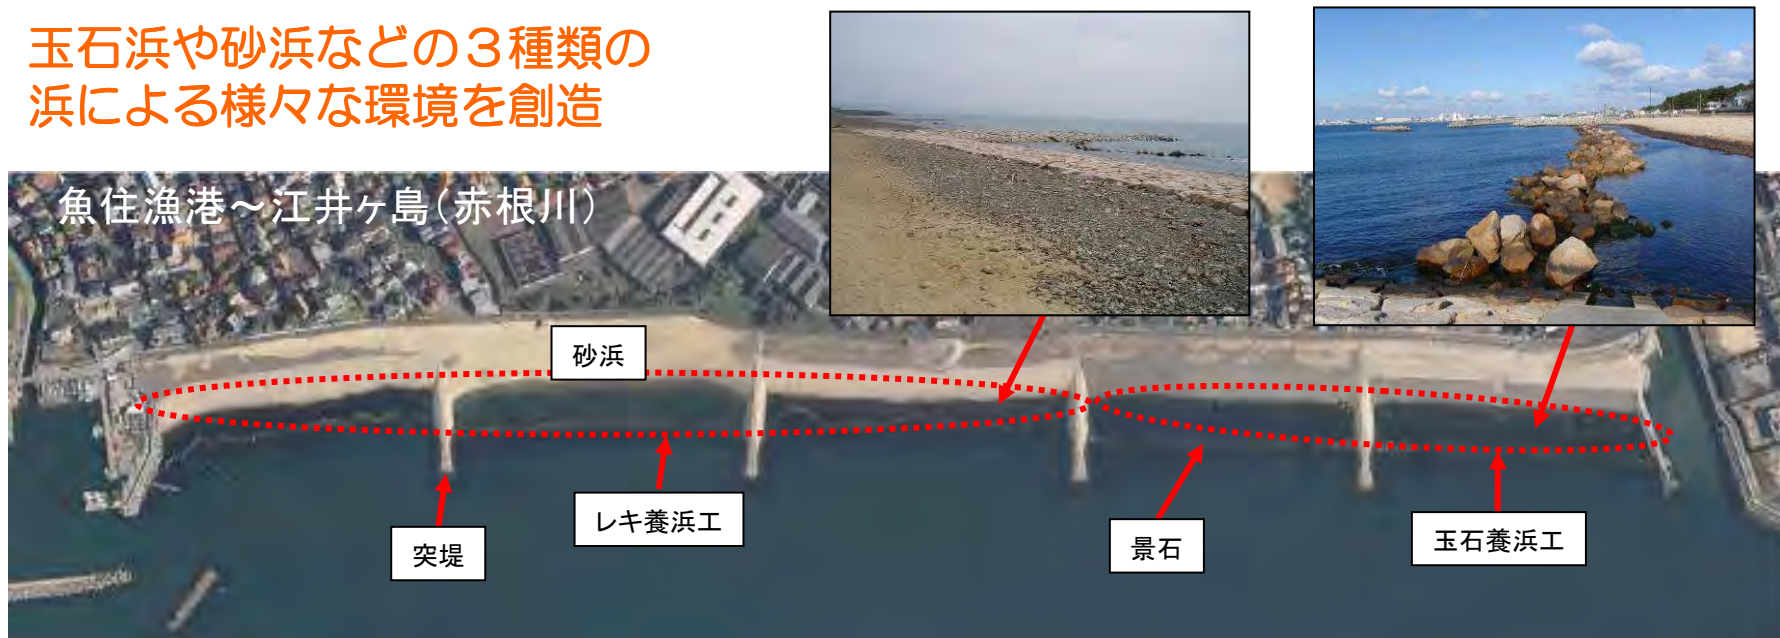 玉石浜や砂浜などの３種類の
浜による様々な環境を創造
魚住漁港～江井ヶ島（赤根川）
砂浜
レキ養浜工
突堤
景石
玉石養浜工